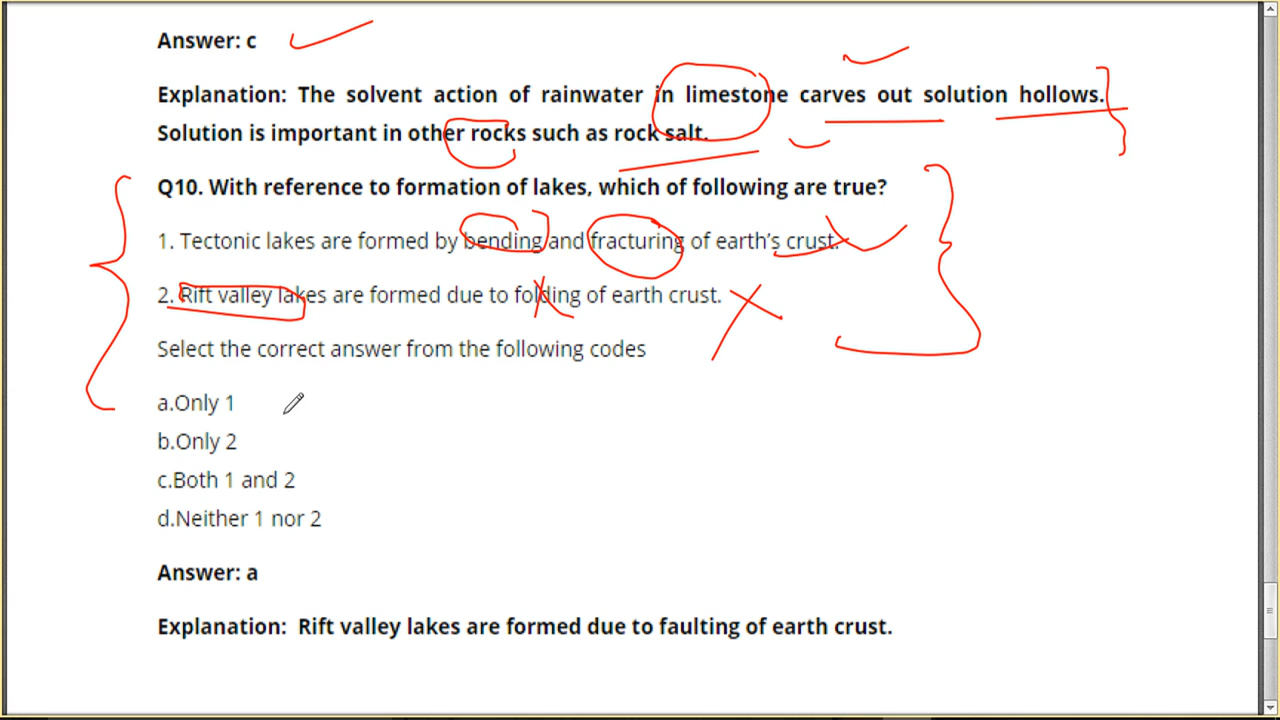 Answer: c
Explanation: The solvent action of rainwater in limestone carves out solution hollows.
Solution is important in other rocks such as rock salt.
Q10. With reference to formation of lakes, which of following are true?
1. Tectonic lakes are formed by bending and fracturing of earth's crust.
2. Rift valley lakes are formed due to folding of earth crust.
Select the correct answer from the following codes
a.Only 1
b.Only 2
c.Both 1 and 2
d.Neither 1 nor 2
Answer: a
Explanation: Rift valley lakes are formed due to faulting of earth crust.